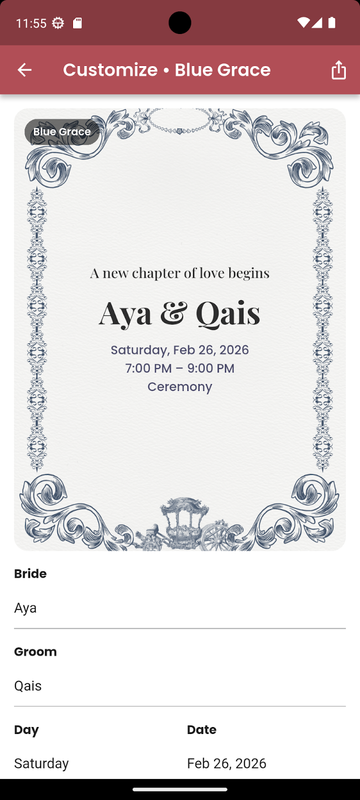 11:55
Customize • Blue Grace
Blue Grace
A new chapter of love begins
Aya & Qais
Saturday, Feb 26, 2026
7:00 PM – 9:00 PM
Ceremony
Bride
Aya
Groom
Qais
Day
Date
Saturday
Feb 26, 2026